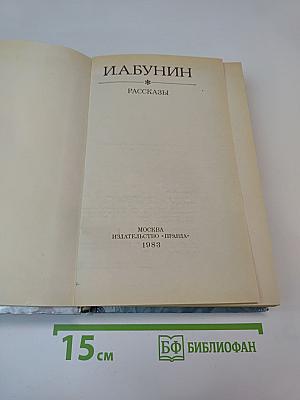 И.А.БУНИН
РАССКАЗЫ
МОСКВА
ИЗДАТЕЛЬСТВО «ПРАВДА»
1983
15 см
БФ БИБЛИОФАН